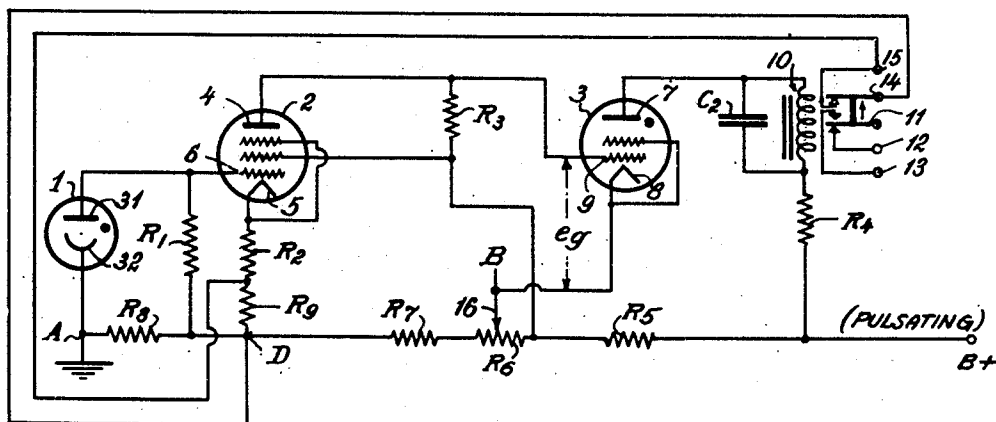 10
15
14
11
12
13
4
2
C2
3
7
R3
6
5
1
31
32
R1
R2
9
8
eg
R4
B
16
A
R8
R9
D
R7
R6
R5
(PULSATING)
B+